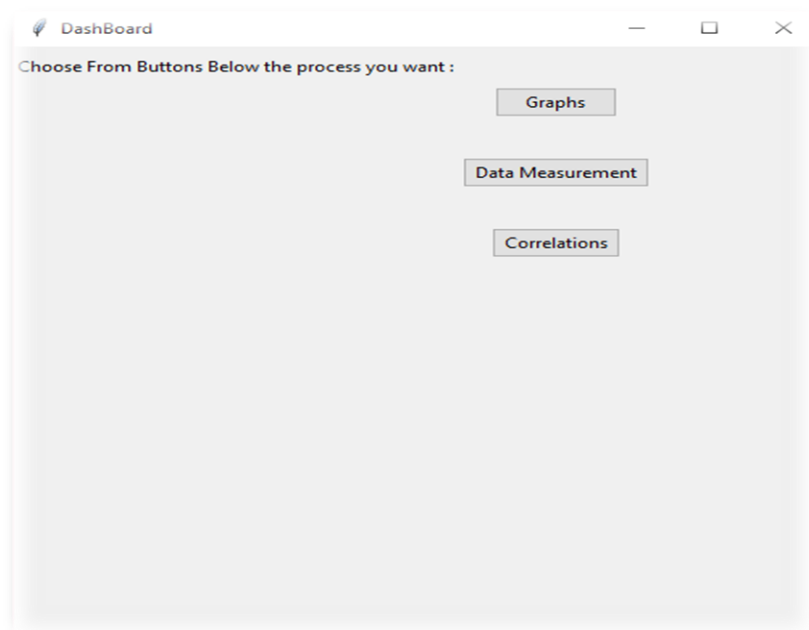 DashBoard
Choose From Buttons Below the process you want :
Graphs
Data Measurement
Correlations